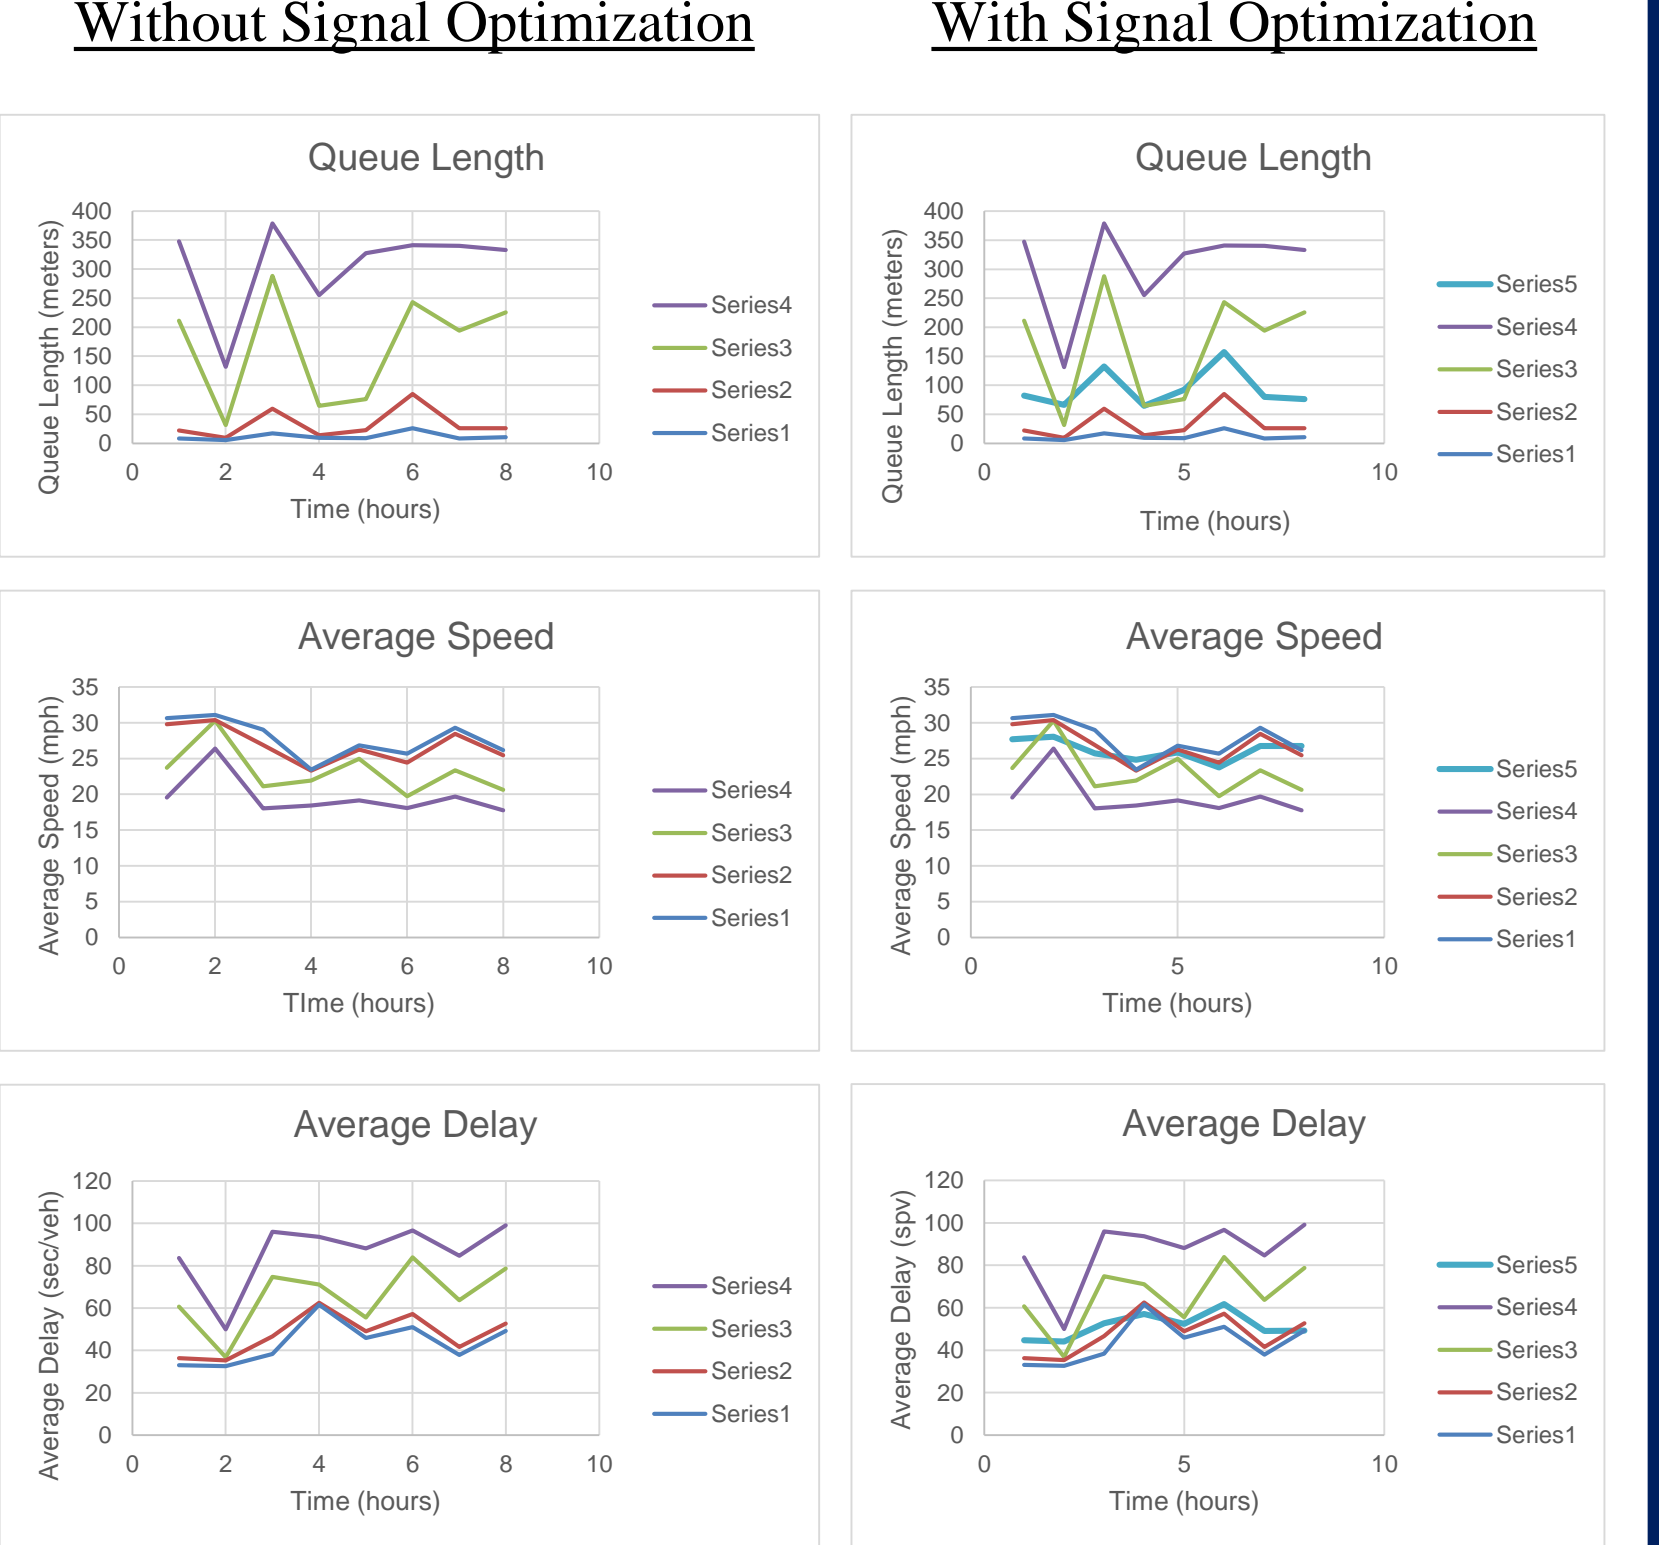 Without Signal Optimization
With Signal Optimization
Queue Length
400
350
300
250
200
150
100
50
0
0 2 4 6 8 10
Queue Length (meters)
Time (hours)
Series4
Series3
Series2
Series1
Queue Length
400
350
300
250
200
150
100
50
0
0 5 10
Queue Length (meters)
Time (hours)
Series5
Series4
Series3
Series2
Series1
Average Speed
35
30
25
20
15
10
5
0
0 2 4 6 8 10
Average Speed (mph)
TIme (hours)
Series4
Series3
Series2
Series1
Average Speed
35
30
25
20
15
10
5
0
0 5 10
Average Speed (mph)
Time (hours)
Series5
Series4
Series3
Series2
Series1
Average Delay
120
100
80
60
40
20
0
0 2 4 6 8 10
Average Delay (sec/veh)
Time (hours)
Series4
Series3
Series2
Series1
Average Delay
120
100
80
60
40
20
0
0 5 10
Average Delay (spv)
Time (hours)
Series5
Series4
Series3
Series2
Series1